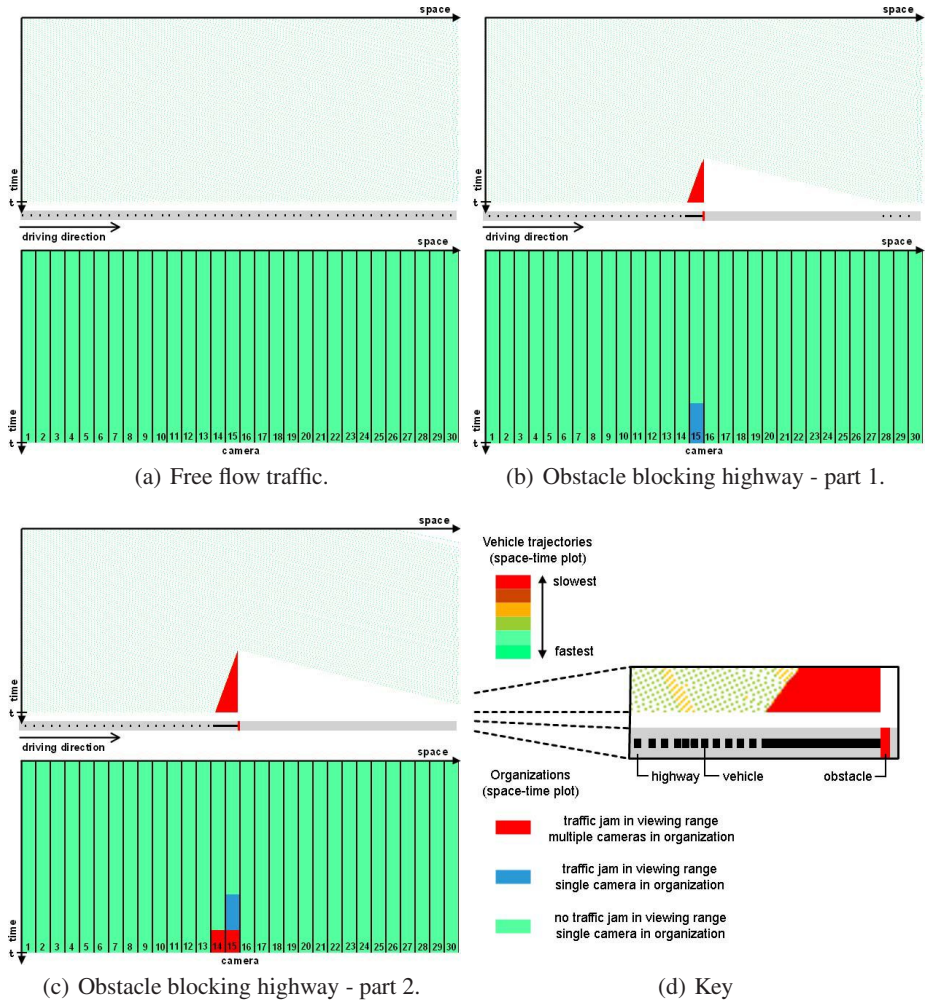 space
time
t
driving direction
space
time
t
1 2 3 4 5 6 7 8 9 10 11 12 13 14 15 16 17 18 19 20 21 22 23 24 25 26 27 28 29 30
camera
(a) Free flow traffic.
space
time
t
driving direction
space
time
t
1 2 3 4 5 6 7 8 9 10 11 12 13 14 15 16 17 18 19 20 21 22 23 24 25 26 27 28 29 30
camera
(b) Obstacle blocking highway - part 1.
space
time
t
driving direction
space
time
t
1 2 3 4 5 6 7 8 9 10 11 12 13 14 15 16 17 18 19 20 21 22 23 24 25 26 27 28 29 30
camera
(c) Obstacle blocking highway - part 2.
Vehicle trajectories
(space-time plot)
slowest
fastest
highway
vehicle
obstacle
Organizations
(space-time plot)
traffic jam in viewing range
multiple cameras in organization
traffic jam in viewing range
single camera in organization
no traffic jam in viewing range
single camera in organization
(d) Key